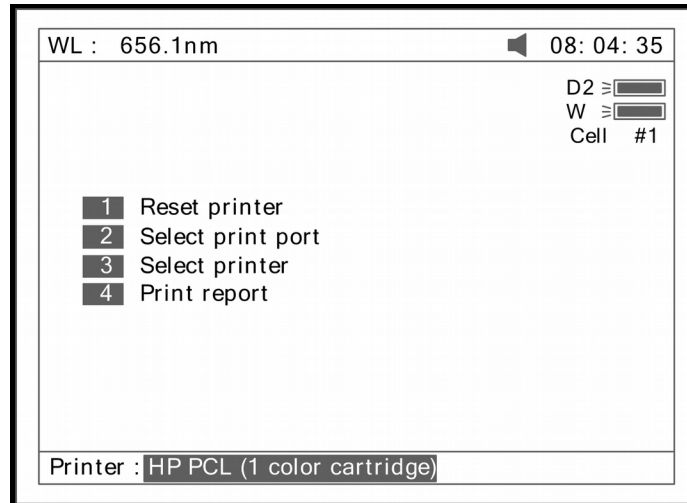 WL : 656.1nm 08: 04: 35
D2
W
Cell #1
1 Reset printer
2 Select print port
3 Select printer
4 Print report
Printer : HP PCL (1 color cartridge)